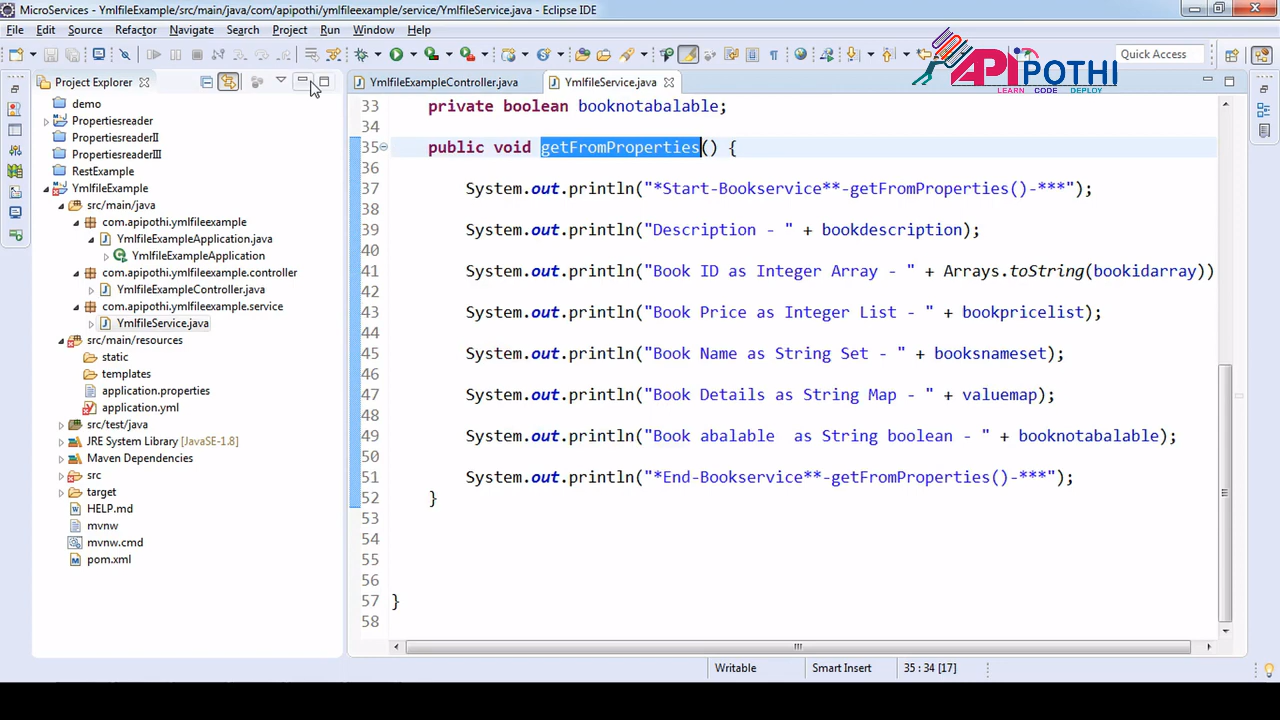 MicroServices - YmlfileExample/src/main/java/com/apipothi/ymlfileexample/service/YmlfileService.java - Eclipse IDE
File Edit Source Refactor Navigate Search Project Run Window Help
Quick Access
APIPOTHI
LEARN CODE DEPLOY
Project Explorer
YmlfileExampleController.java
YmlfileService.java
demo
Propertiesreader
PropertiesreaderII
PropertiesreaderIII
RestExample
YmlfileExample
src/main/java
com.apipothi.ymlfileexample
YmlfileExampleApplication.java
YmlfileExampleApplication
com.apipothi.ymlfileexample.controller
YmlfileExampleController.java
com.apipothi.ymlfileexample.service
YmlfileService.java
src/main/resources
static
templates
application.properties
application.yml
src/test/java
JRE System Library [JavaSE-1.8]
Maven Dependencies
src
target
HELP.md
mvnw
mvnw.cmd
pom.xml
33 private boolean booknotabalable;
34
35 public void getFromProperties() {
36
37 System.out.println("*Start-Bookservice**-getFromProperties()-***");
38
39 System.out.println("Description - " + bookdescription);
40
41 System.out.println("Book ID as Integer Array - " + Arrays.toString(bookidarray))
42
43 System.out.println("Book Price as Integer List - " + bookpricelist);
44
45 System.out.println("Book Name as String Set - " + booksnameset);
46
47 System.out.println("Book Details as String Map - " + valuemap);
48
49 System.out.println("Book abalable  as String boolean - " + booknotabalable);
50
51 System.out.println("*End-Bookservice**-getFromProperties()-***");
52 }
53
54
55
56
57 }
58
Writable
Smart Insert
35 : 34 [17]